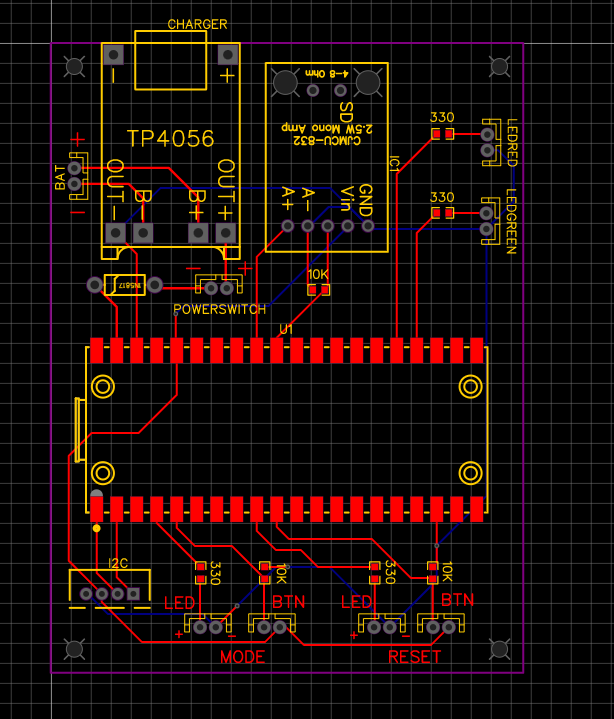 CHARGER
- +
TP4056
OUT- B- B+ OUT+
4-8 Ohm
SD
2.5W Mono Amp
CJMCU-832
A+ A- Vin GND
IC1
330
LEDRED
330
LEDGREEN
+
BAT
-
1N5817
- +
POWERSWITCH
10K
U1
I2C
330
10K
330
10K
LED
BTN
LED
BTN
+ -
+ -
MODE
RESET